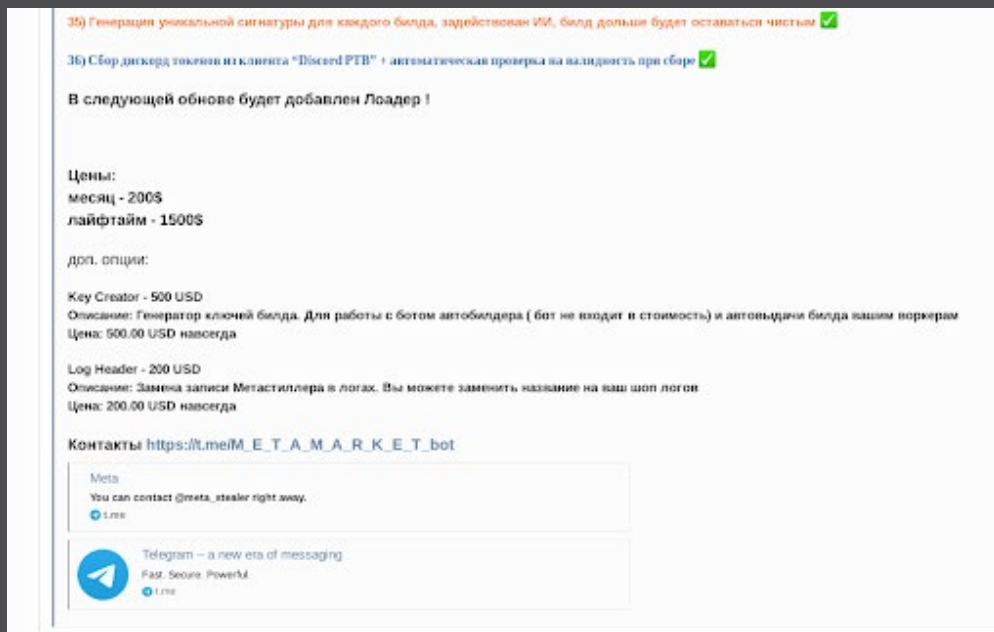 35) Генерация уникальной сигнатуры для каждого билда, задействован ИИ, билд дольше будет оставаться чистым ✅
36) Сбор дискорд токенов из клиента “Discord PTB” + автоматическая проверка на валидность при сборе ✅
В следующей обнове будет добавлен Лоадер !
Цены:
месяц - 200$
лайфтайм - 1500$
доп. опции:
Key Creator - 500 USD
Описание: Генератор ключей билда. Для работы с ботом автобилдера ( бот не входит в стоимость) и автовыдачи билда вашим воркерам
Цена: 500.00 USD навсегда
Log Header - 200 USD
Описание: Замена записи Метастиллера в логах. Вы можете заменить название на ваш шоп логов
Цена: 200.00 USD навсегда
Контакты https://t.me/M_E_T_A_M_A_R_K_E_T_bot
Meta
You can contact @meta_stealer right away.
t.me
Telegram – a new era of messaging
Fast. Secure. Powerful.
t.me